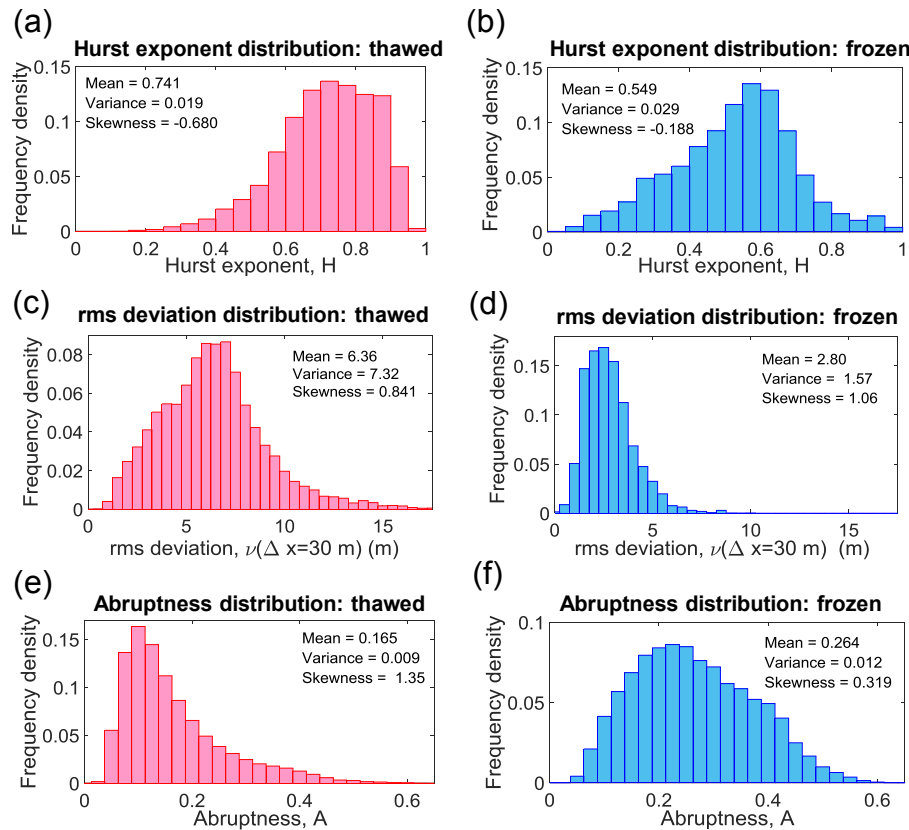 (a)
Hurst exponent distribution: thawed
Frequency density
0.15
0.1
0.05
0
Mean = 0.741
Variance = 0.019
Skewness = -0.680
0 0.2 0.4 0.6 0.8 1
Hurst exponent, H
(b)
Hurst exponent distribution: frozen
Frequency density
0.15
0.1
0.05
0
Mean = 0.549
Variance = 0.029
Skewness = -0.188
0 0.2 0.4 0.6 0.8 1
Hurst exponent, H
(c)
rms deviation distribution: thawed
Frequency density
0.08
0.06
0.04
0.02
0
Mean = 6.36
Variance = 7.32
Skewness = 0.841
0 5 10 15
rms deviation, ν(Δ x=30 m) (m)
(d)
rms deviation distribution: frozen
Frequency density
0.15
0.1
0.05
0
Mean = 2.80
Variance = 1.57
Skewness = 1.06
0 5 10 15
rms deviation, ν(Δ x=30 m) (m)
(e)
Abruptness distribution: thawed
Frequency density
0.15
0.1
0.05
0
Mean = 0.165
Variance = 0.009
Skewness = 1.35
0 0.2 0.4 0.6
Abruptness, A
(f)
Abruptness distribution: frozen
Frequency density
0.1
0.05
0
Mean = 0.264
Variance = 0.012
Skewness = 0.319
0 0.2 0.4 0.6
Abruptness, A